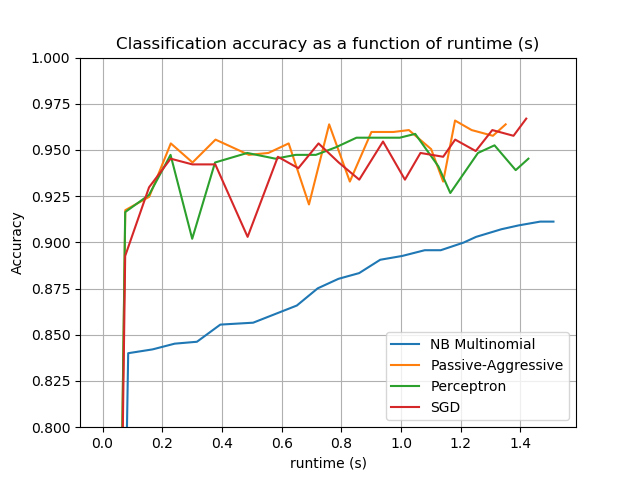 Classification accuracy as a function of runtime (s)
1.000
0.975
0.950
0.925
0.900
0.875
0.850
0.825
0.800
Accuracy
NB Multinomial
Passive-Aggressive
Perceptron
SGD
0.0 0.2 0.4 0.6 0.8 1.0 1.2 1.4
runtime (s)